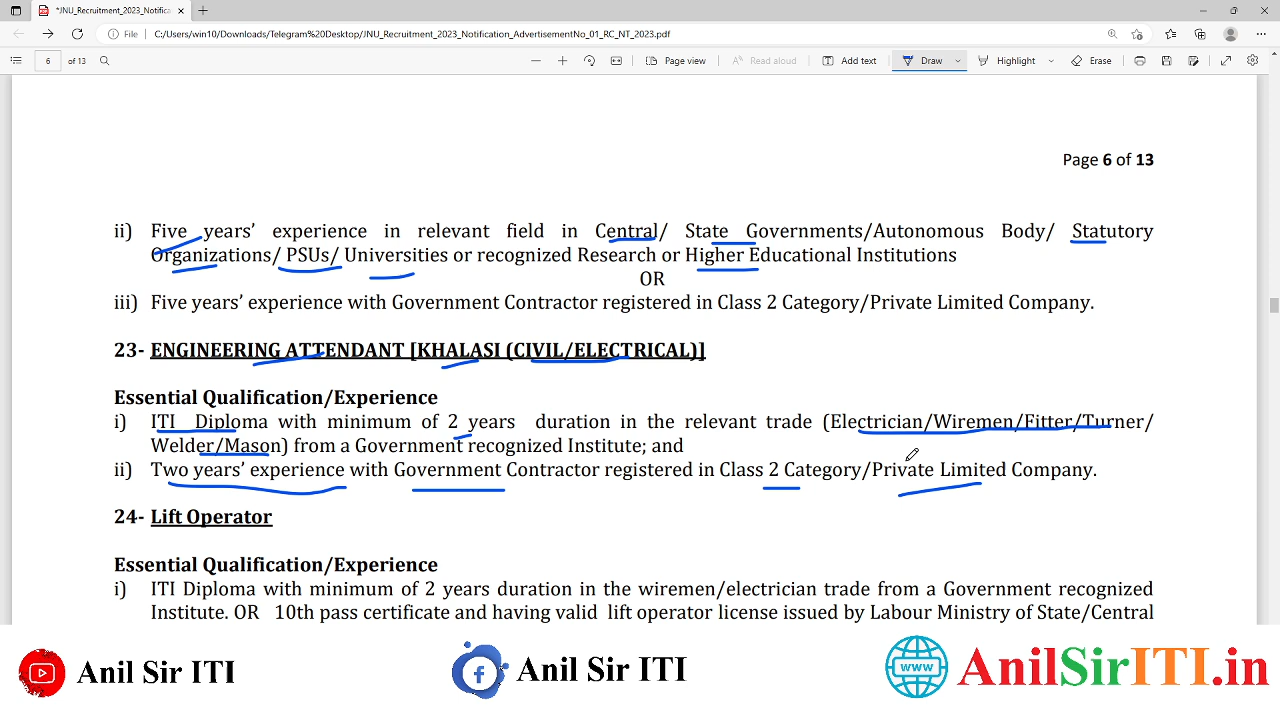 *JNU_Recruitment_2023_Notifica
File C:/Users/win10/Downloads/Telegram%20Desktop/JNU_Recruitment_2023_Notification_AdvertisementNo_01_RC_NT_2023.pdf
6 of 13 Page view Read aloud Add text Draw Highlight Erase
Page 6 of 13
ii) Five years’ experience in relevant field in Central/ State Governments/Autonomous Body/ Statutory
Organizations/ PSUs/ Universities or recognized Research or Higher Educational Institutions
OR
iii) Five years’ experience with Government Contractor registered in Class 2 Category/Private Limited Company.
23- ENGINEERING ATTENDANT [KHALASI (CIVIL/ELECTRICAL)]
Essential Qualification/Experience
i) ITI Diploma with minimum of 2 years duration in the relevant trade (Electrician/Wiremen/Fitter/Turner/
Welder/Mason) from a Government recognized Institute; and
ii) Two years’ experience with Government Contractor registered in Class 2 Category/Private Limited Company.
24- Lift Operator
Essential Qualification/Experience
i) ITI Diploma with minimum of 2 years duration in the wiremen/electrician trade from a Government recognized
Institute. OR 10th pass certificate and having valid lift operator license issued by Labour Ministry of State/Central
Anil Sir ITI Anil Sir ITI www AnilSirITI.in